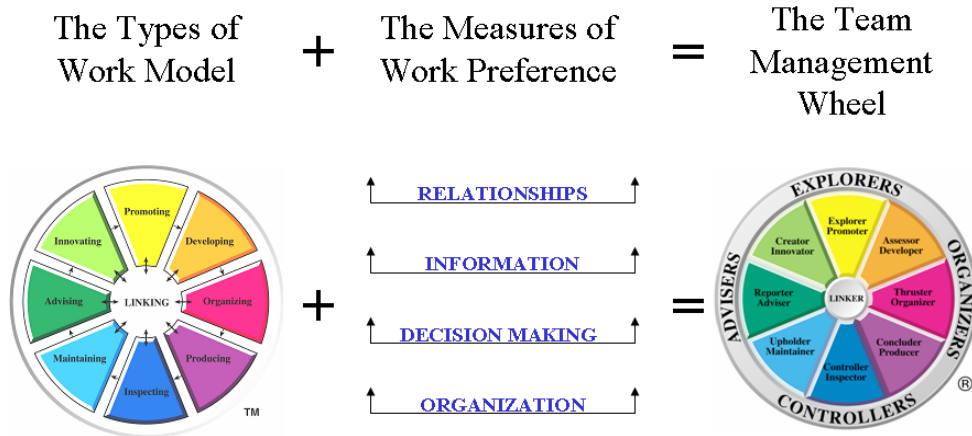 The Types of
Work Model
+
The Measures of
Work Preference
=
The Team
Management
Wheel
Promoting
Innovating
Developing
Advising
LINKING
Organizing
Maintaining
Producing
Inspecting
TM
+
RELATIONSHIPS
INFORMATION
DECISION MAKING
ORGANIZATION
=
EXPLORERS
ADVISERS
ORGANIZERS
CONTROLLERS
Explorer
Promoter
Creator
Innovator
Assessor
Developer
Reporter
Adviser
LINKER
Thruster
Organizer
Upholder
Maintainer
Concluder
Producer
Controller
Inspector
®